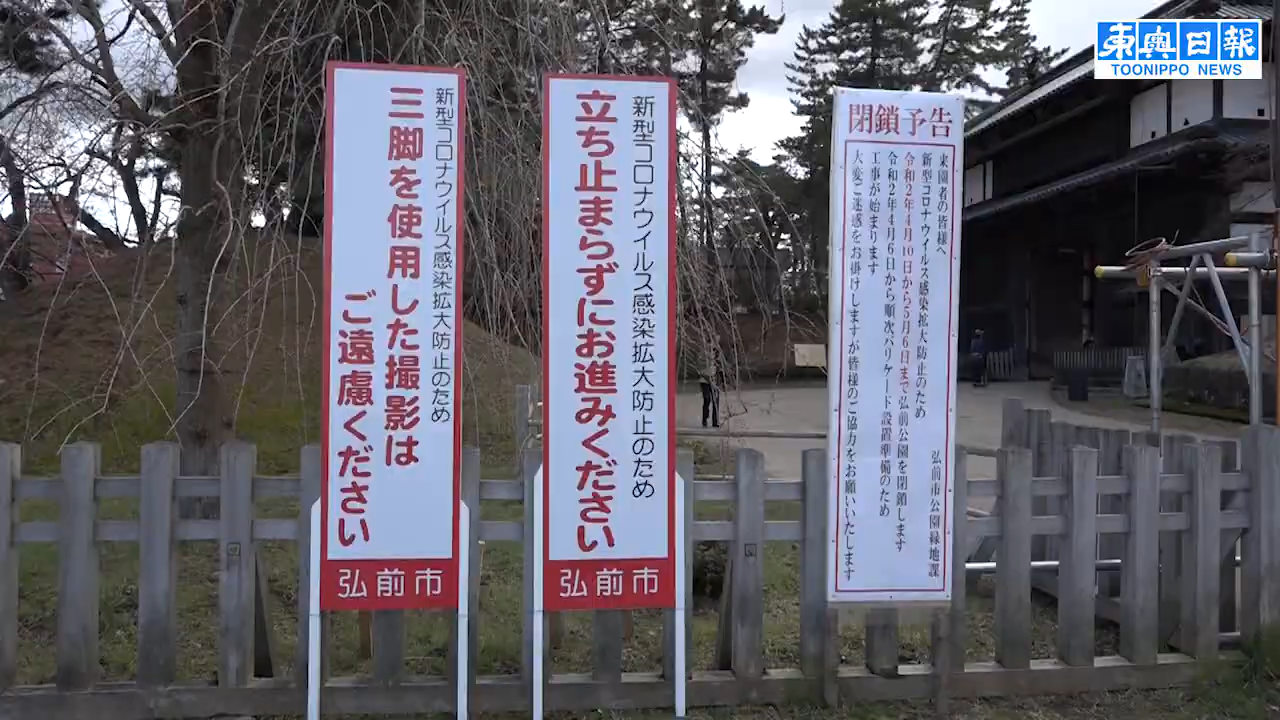 東奥日報
TOONIPPO NEWS
新型コロナウイルス感染拡大防止のため
三脚を使用した撮影は
ご遠慮ください
弘前市
新型コロナウイルス感染拡大防止のため
立ち止まらずにお進みください
弘前市
閉鎖予告
来園者の皆様へ
弘前市公園緑地課
新型コロナウイルス感染拡大防止のため
令和2年4月10日から5月6日まで弘前公園を閉鎖します
令和2年4月6日から順次バリケード設置準備のため
工事が始まります
大変ご迷惑をお掛けしますが皆様のご協力をお願いいたします